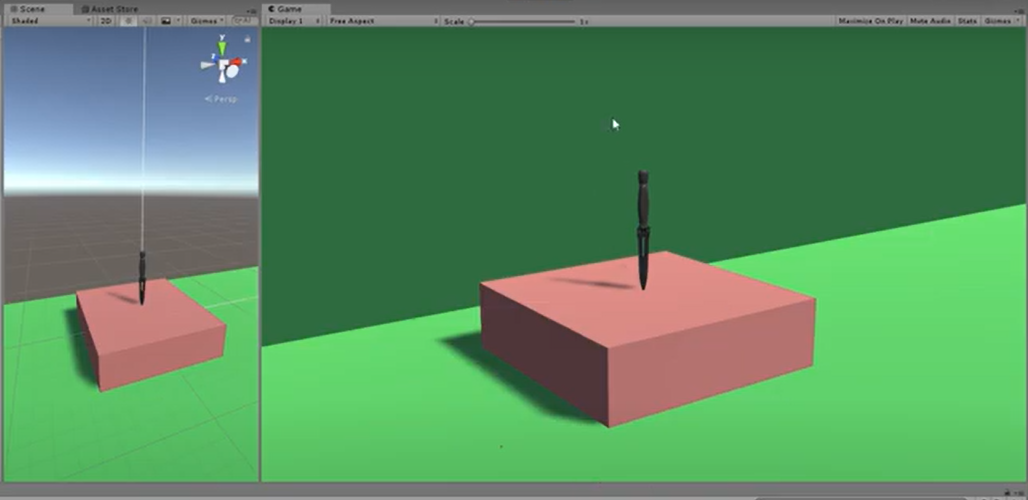 Scene
Asset Store
Game
Shaded
2D
Gizmos
Display 1
Free Aspect
Scale
1x
Maximize On Play
Mute Audio
Stats
Gizmos
y
x
z
< Persp